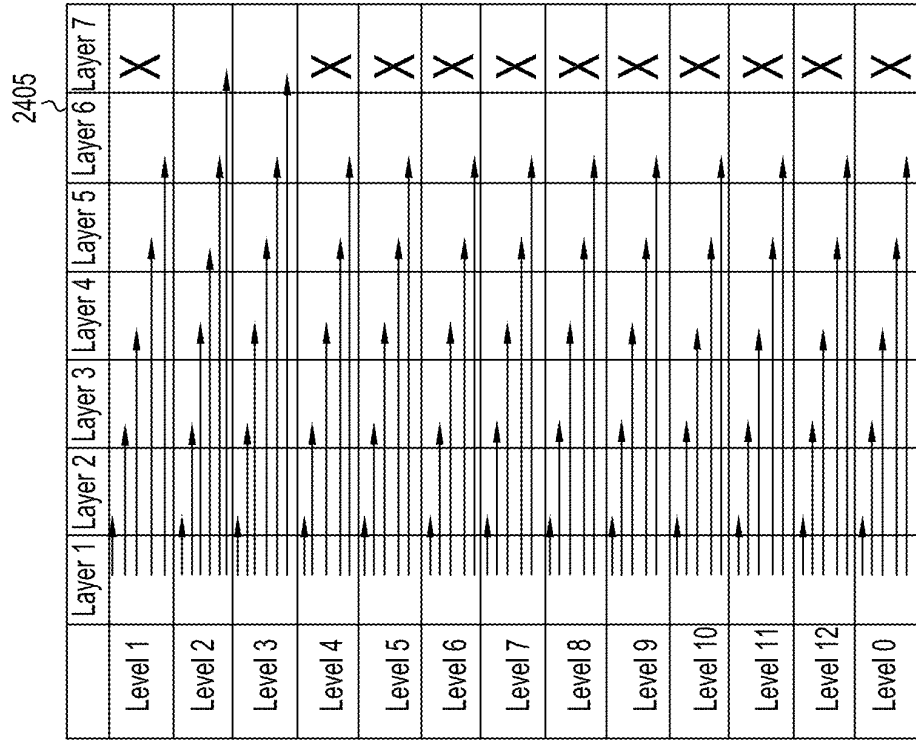 2405
Layer 1 Layer 2 Layer 3 Layer 4 Layer 5 Layer 6 Layer 7
Level 1 X
Level 2
Level 3
Level 4 X
Level 5 X
Level 6 X
Level 7 X
Level 8 X
Level 9 X
Level 10 X
Level 11 X
Level 12 X
Level 0 X